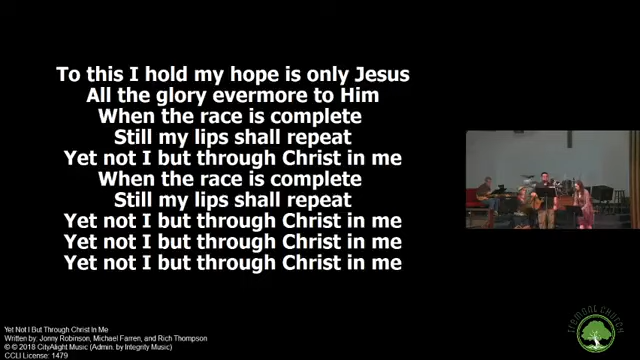 To this I hold my hope is only Jesus
All the glory evermore to Him
When the race is complete
Still my lips shall repeat
Yet not I but through Christ in me
When the race is complete
Still my lips shall repeat
Yet not I but through Christ in me
Yet not I but through Christ in me
Yet not I but through Christ in me
Yet Not I But Through Christ In Me
Written by: Jonny Robinson, Michael Farren, and Rich Thompson
© © 2018 CityAlight Music (Admin. by Integrity Music)
CCLI License: 1479
Fremont Church